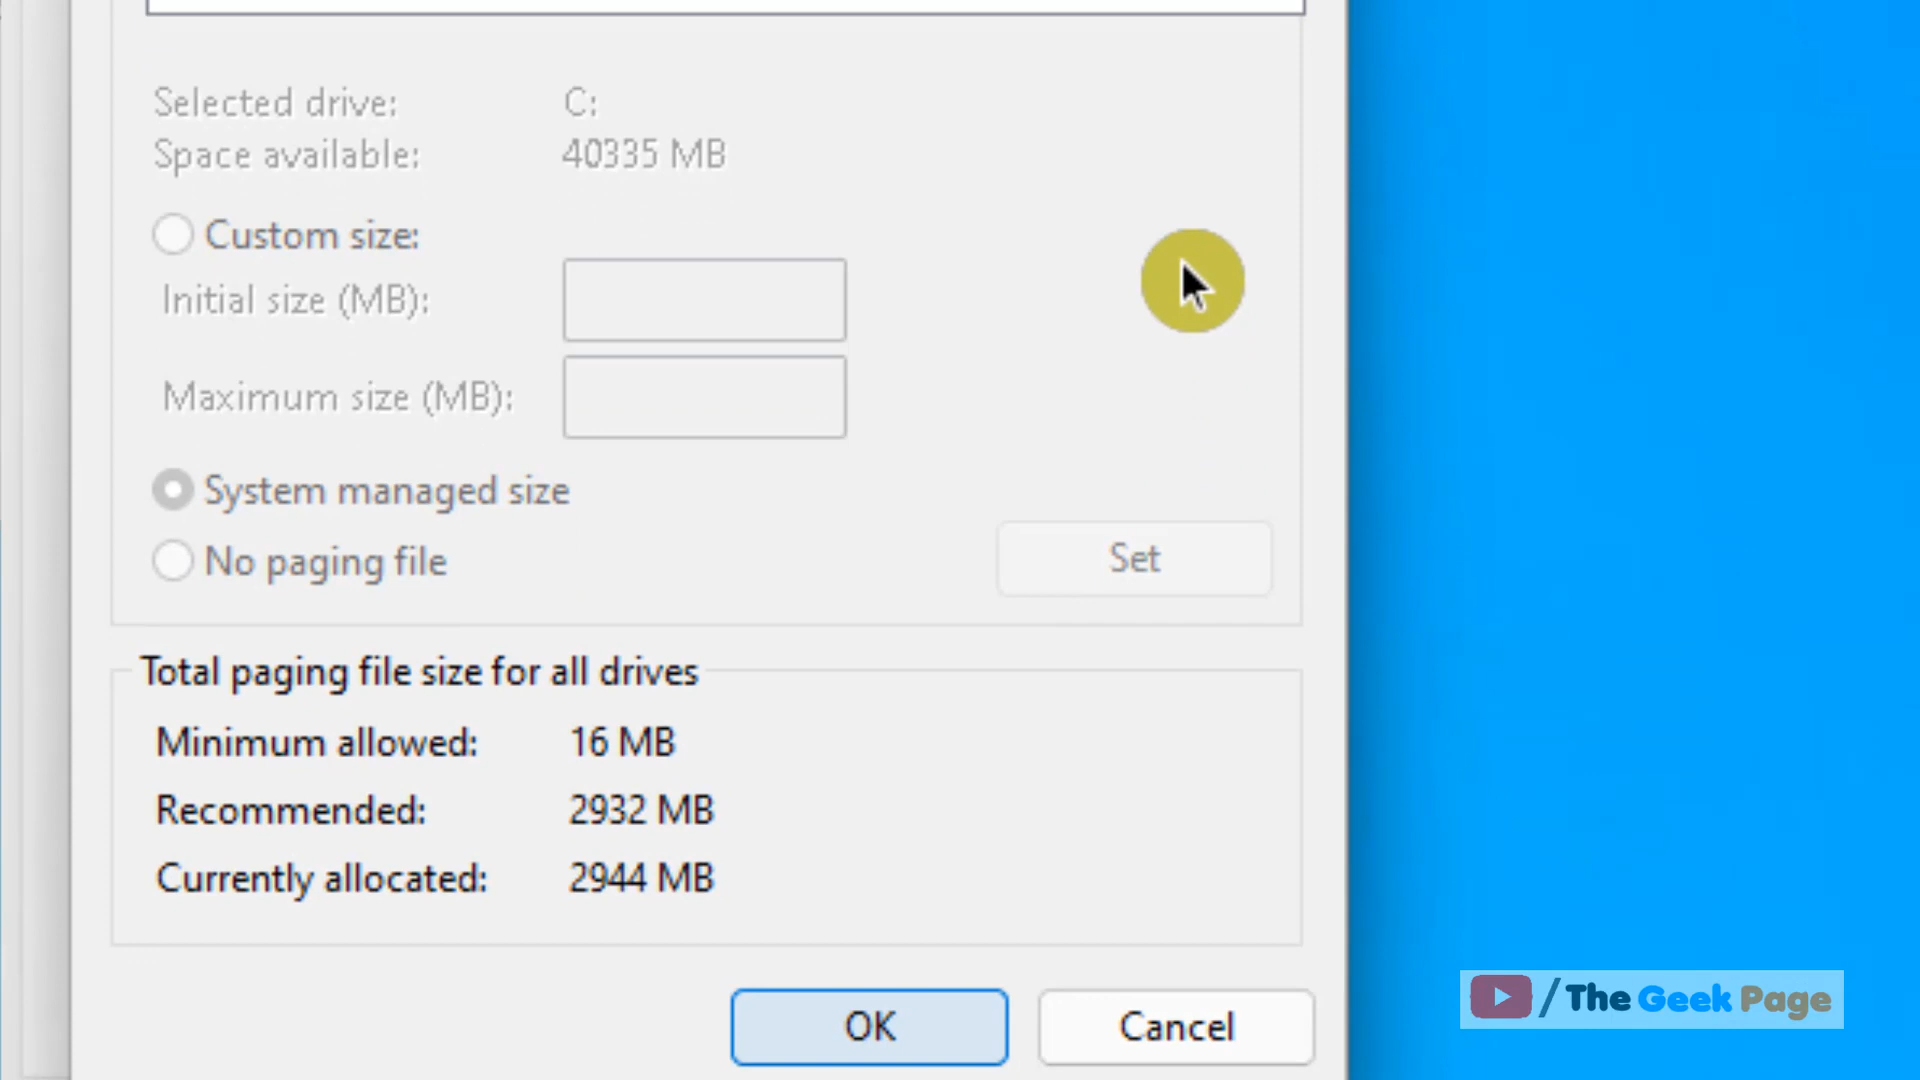 Selected drive: C:
Space available: 40335 MB
Custom size:
Initial size (MB):
Maximum size (MB):
System managed size
No paging file
Set
Total paging file size for all drives
Minimum allowed: 16 MB
Recommended: 2932 MB
Currently allocated: 2944 MB
OK Cancel
/The Geek Page